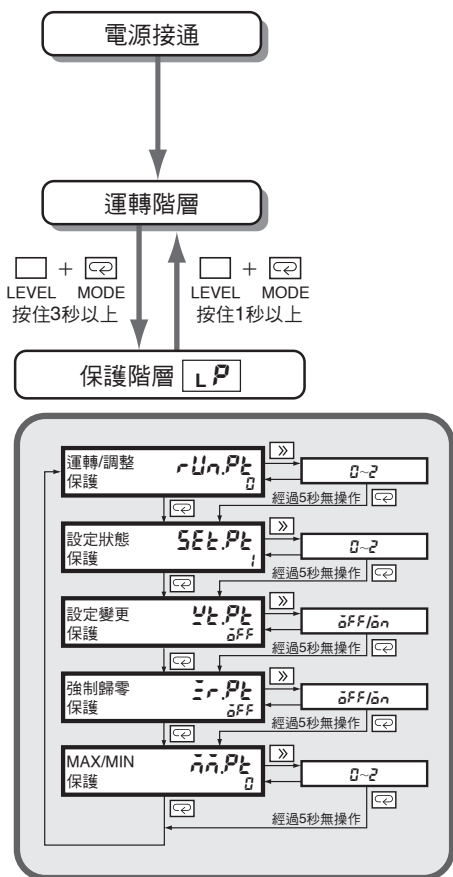 電源接通
運轉階層
+ +
LEVEL MODE LEVEL MODE
按住3秒以上 按住1秒以上
保護階層 LP
運轉/調整 rUn.Pt »
保護 0 0~2
經過5秒無操作
設定狀態 SEt.Pt »
保護 1 0~2
經過5秒無操作
設定變更 Yt.Pt »
保護 oFF oFF/on
經過5秒無操作
強制歸零 »
保護 oFF oFF/on
經過5秒無操作
MAX/MIN »
保護 0 0~2
經過5秒無操作